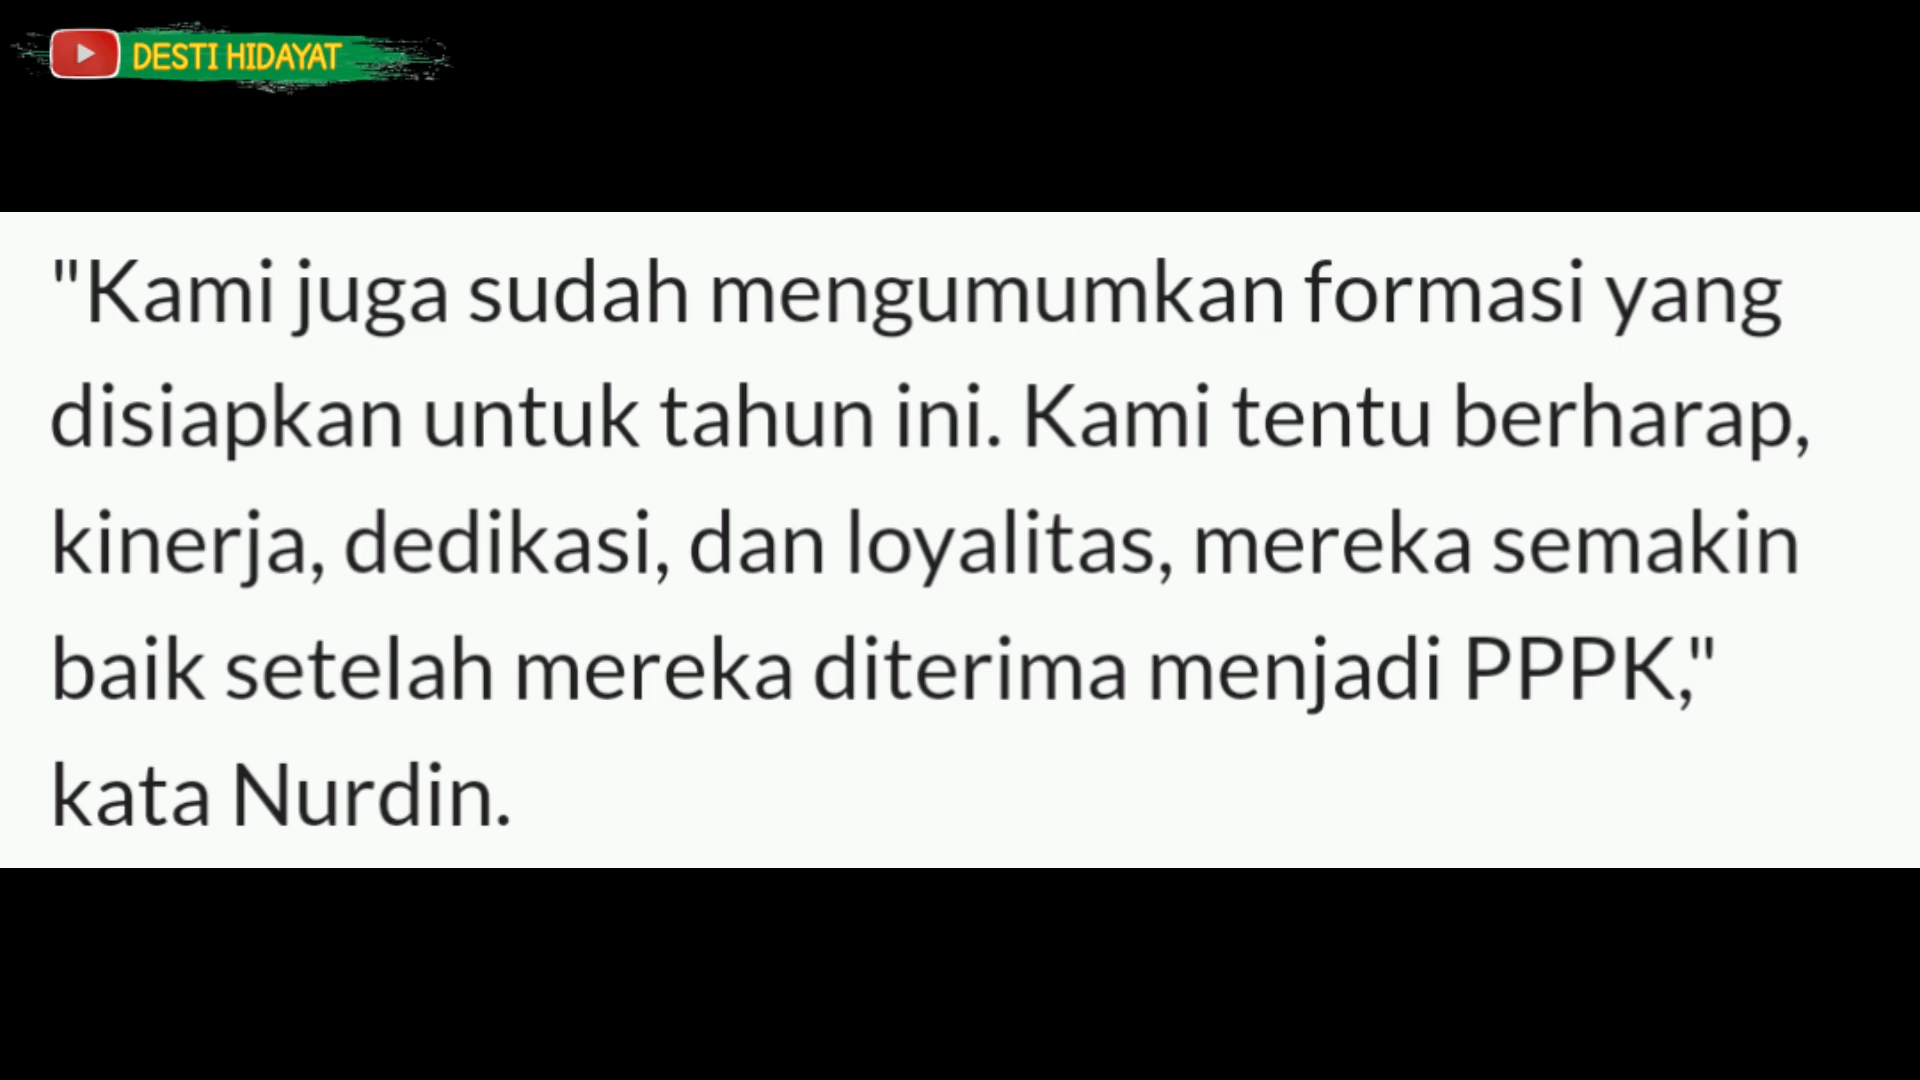 DESTI HIDAYAT
"Kami juga sudah mengumumkan formasi yang
disiapkan untuk tahun ini. Kami tentu berharap,
kinerja, dedikasi, dan loyalitas, mereka semakin
baik setelah mereka diterima menjadi PPPK,"
kata Nurdin.